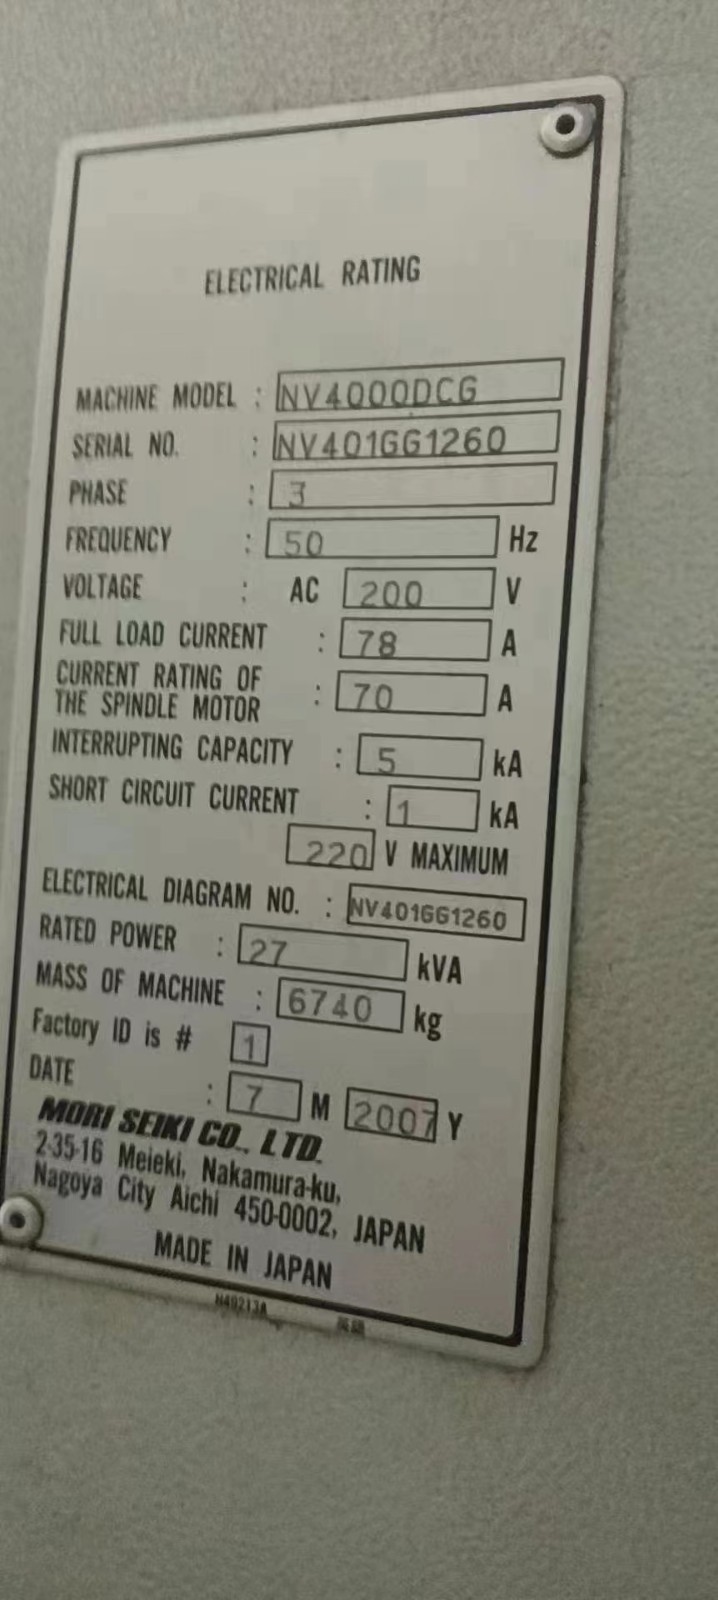 ELECTRICAL RATING
MACHINE MODEL : NV4000DCG
SERIAL NO. : NV401GG1260
PHASE : 3
FREQUENCY : 50 Hz
VOLTAGE : AC 200 V
FULL LOAD CURRENT : 78 A
CURRENT RATING OF
THE SPINDLE MOTOR : 70 A
INTERRUPTING CAPACITY : 5 kA
SHORT CIRCUIT CURRENT : 1 kA
220 V MAXIMUM
ELECTRICAL DIAGRAM NO. : NV401GG1260
RATED POWER : 27 kVA
MASS OF MACHINE : 6740 kg
Factory ID is # 1
DATE : 7 M 2007 Y
MORI SEIKI CO., LTD.
2-35-16 Meieki, Nakamura-ku,
Nagoya City Aichi 450-0002, JAPAN
MADE IN JAPAN
H40213A